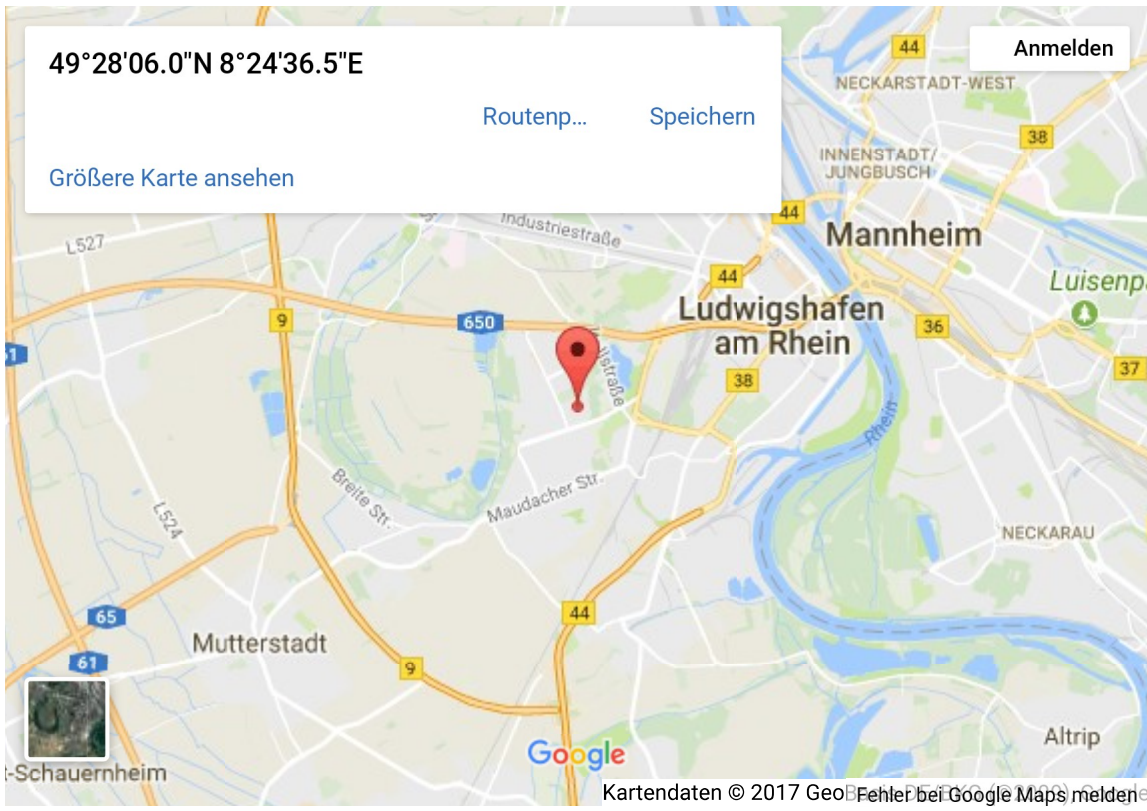 49°28'06.0"N 8°24'36.5"E
Anmelden
Routenp... Speichern
Größere Karte ansehen
44
NECKARSTADT-WEST
38
INNENSTADT/
JUNGBUSCH
44
Industriestraße
Mannheim
L527
44
Luisenp
Ludwigshafen
am Rhein
9
650
36
61
37
38
Rhein
Breite Str.
Maudacher Str.
L524
NECKARAU
65
44
Mutterstadt
61
9
Altrip
Google
-Schauernheim
Kartendaten © 2017 Geo
Fehler bei Google Maps melden